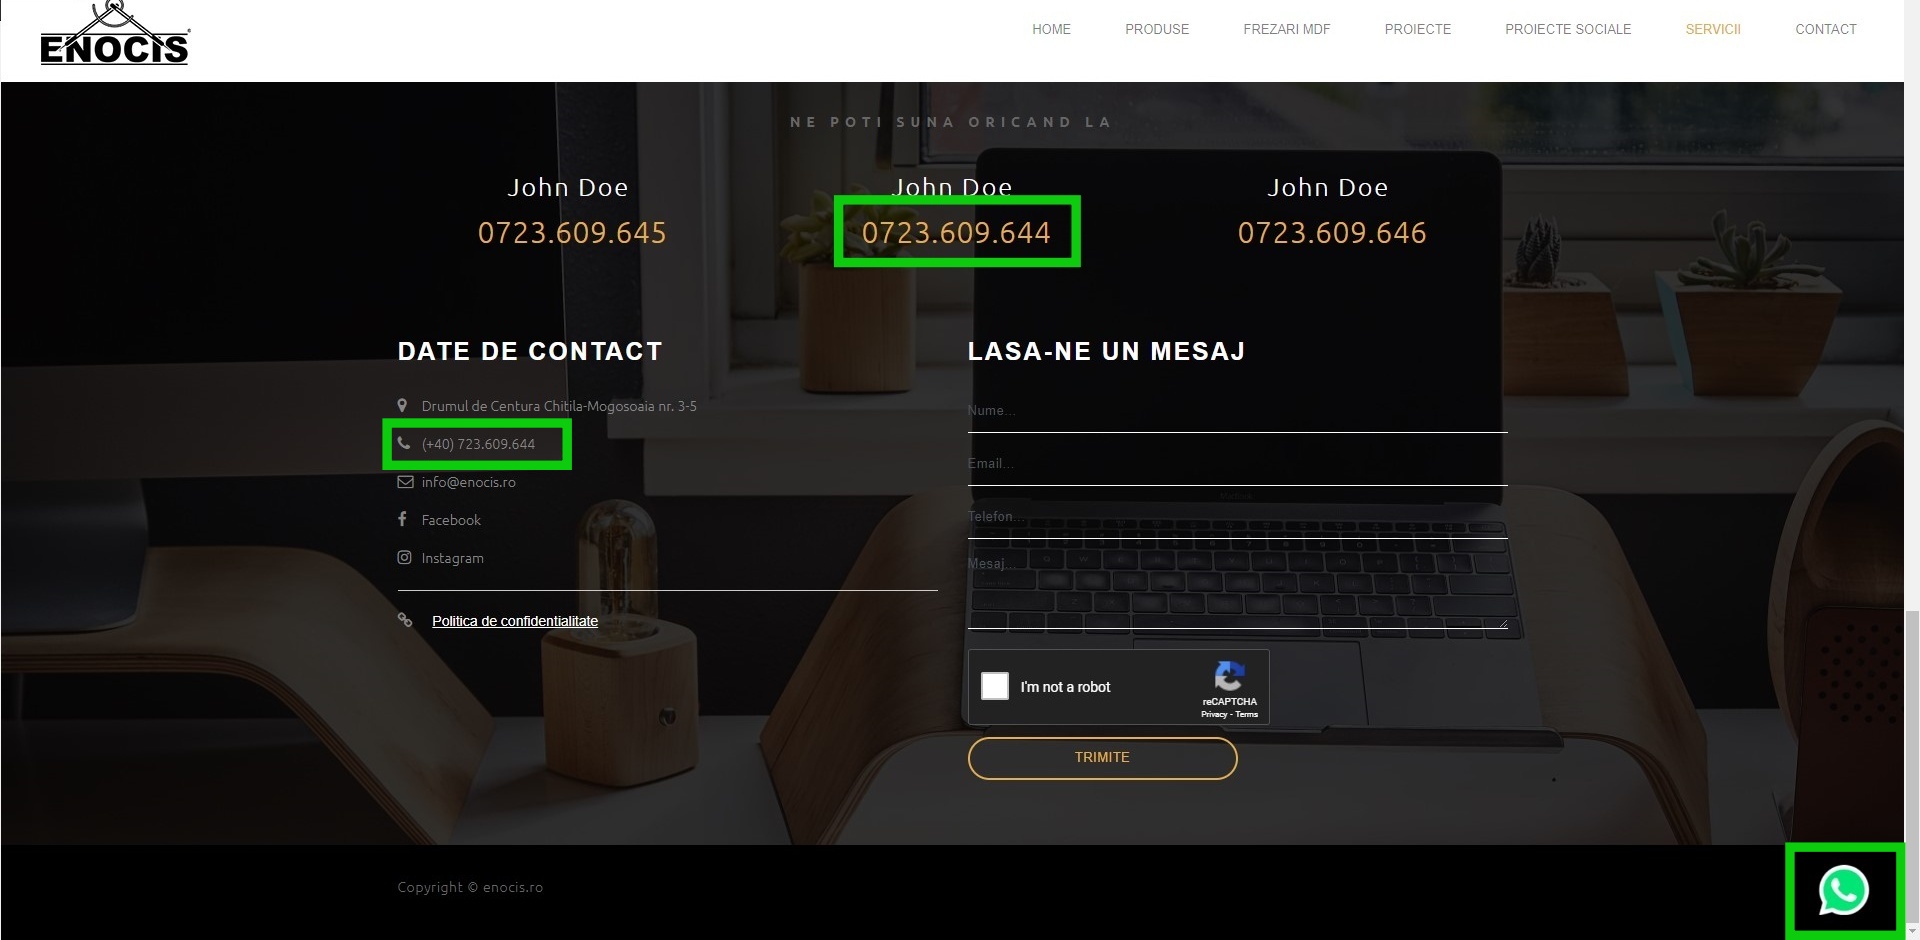 ENOCIS
HOME PRODUSE FREZARI MDF PROIECTE PROIECTE SOCIALE SERVICII CONTACT
NE POTI SUNA ORICAND LA
John Doe John Doe John Doe
0723.609.645 0723.609.644 0723.609.646
DATE DE CONTACT
Drumul de Centura Chitila-Mogosoaia nr. 3-5
(+40) 723.609.644
info@enocis.ro
Facebook
Instagram
Politica de confidentialitate
LASA-NE UN MESAJ
Nume...
Email...
Telefon...
Mesaj...
I'm not a robot
reCAPTCHA
Privacy - Terms
TRIMITE
Copyright © enocis.ro